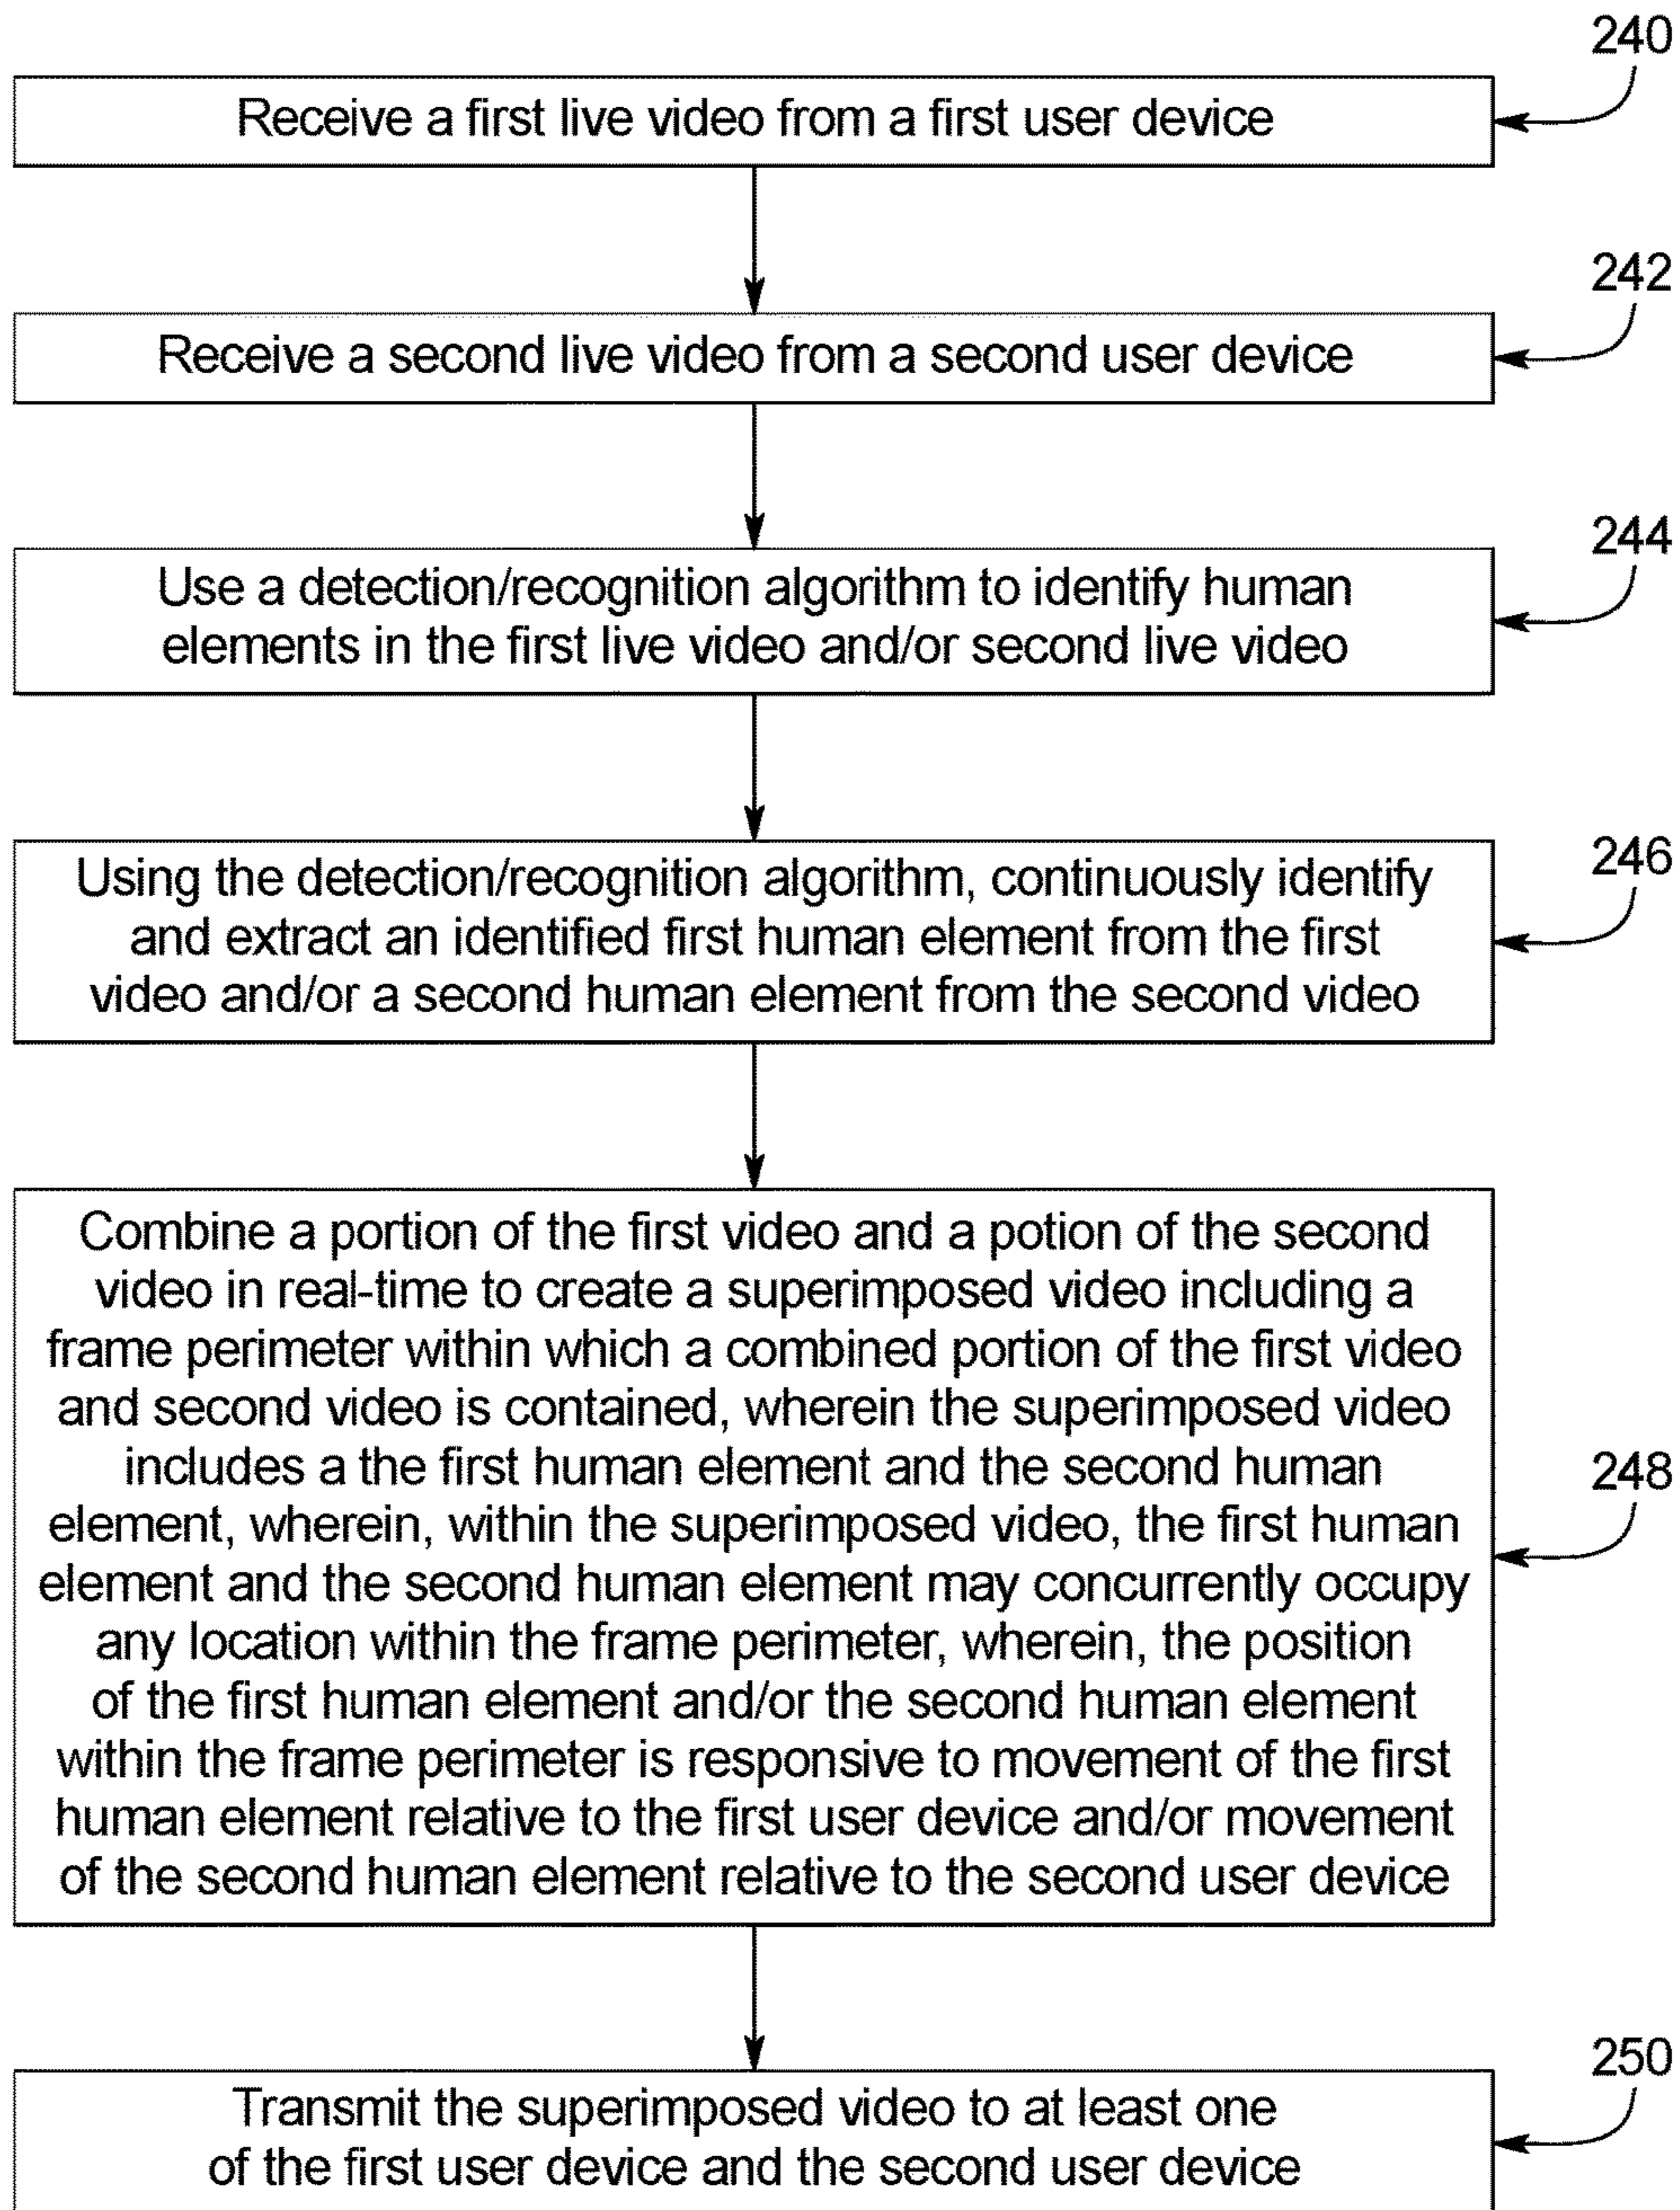 240
Receive a first live video from a first user device
242
Receive a second live video from a second user device
244
Use a detection/recognition algorithm to identify human
elements in the first live video and/or second live video
246
Using the detection/recognition algorithm, continuously identify
and extract an identified first human element from the first
video and/or a second human element from the second video
248
Combine a portion of the first video and a potion of the second
video in real-time to create a superimposed video including a
frame perimeter within which a combined portion of the first video
and second video is contained, wherein the superimposed video
includes a the first human element and the second human
element, wherein, within the superimposed video, the first human
element and the second human element may concurrently occupy
any location within the frame perimeter, wherein, the position
of the first human element and/or the second human element
within the frame perimeter is responsive to movement of the first
human element relative to the first user device and/or movement
of the second human element relative to the second user device
250
Transmit the superimposed video to at least one
of the first user device and the second user device